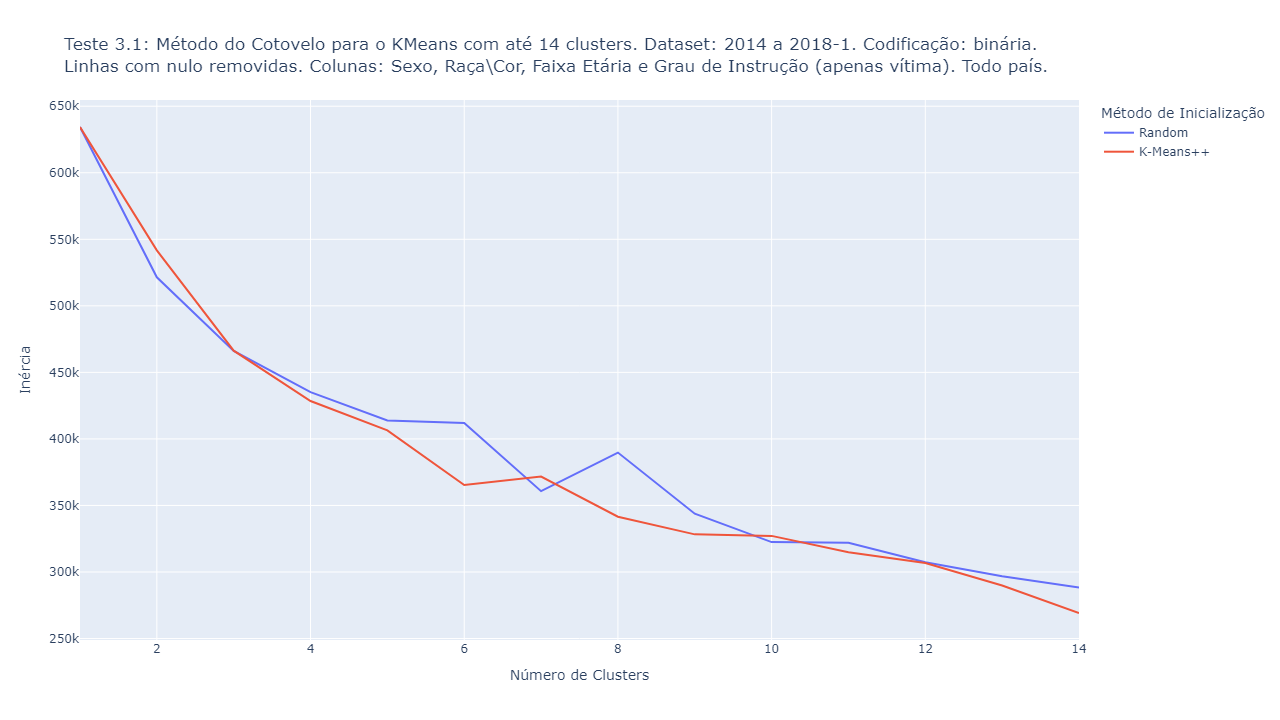 Teste 3.1: Método do Cotovelo para o KMeans com até 14 clusters. Dataset: 2014 a 2018-1. Codificação: binária.
Linhas com nulo removidas. Colunas: Sexo, Raça\Cor, Faixa Etária e Grau de Instrução (apenas vítima). Todo país.
650k
600k
550k
500k
450k
400k
350k
300k
250k
Inércia
2
4
6
8
10
12
14
Número de Clusters
Método de Inicialização
Random
K-Means++